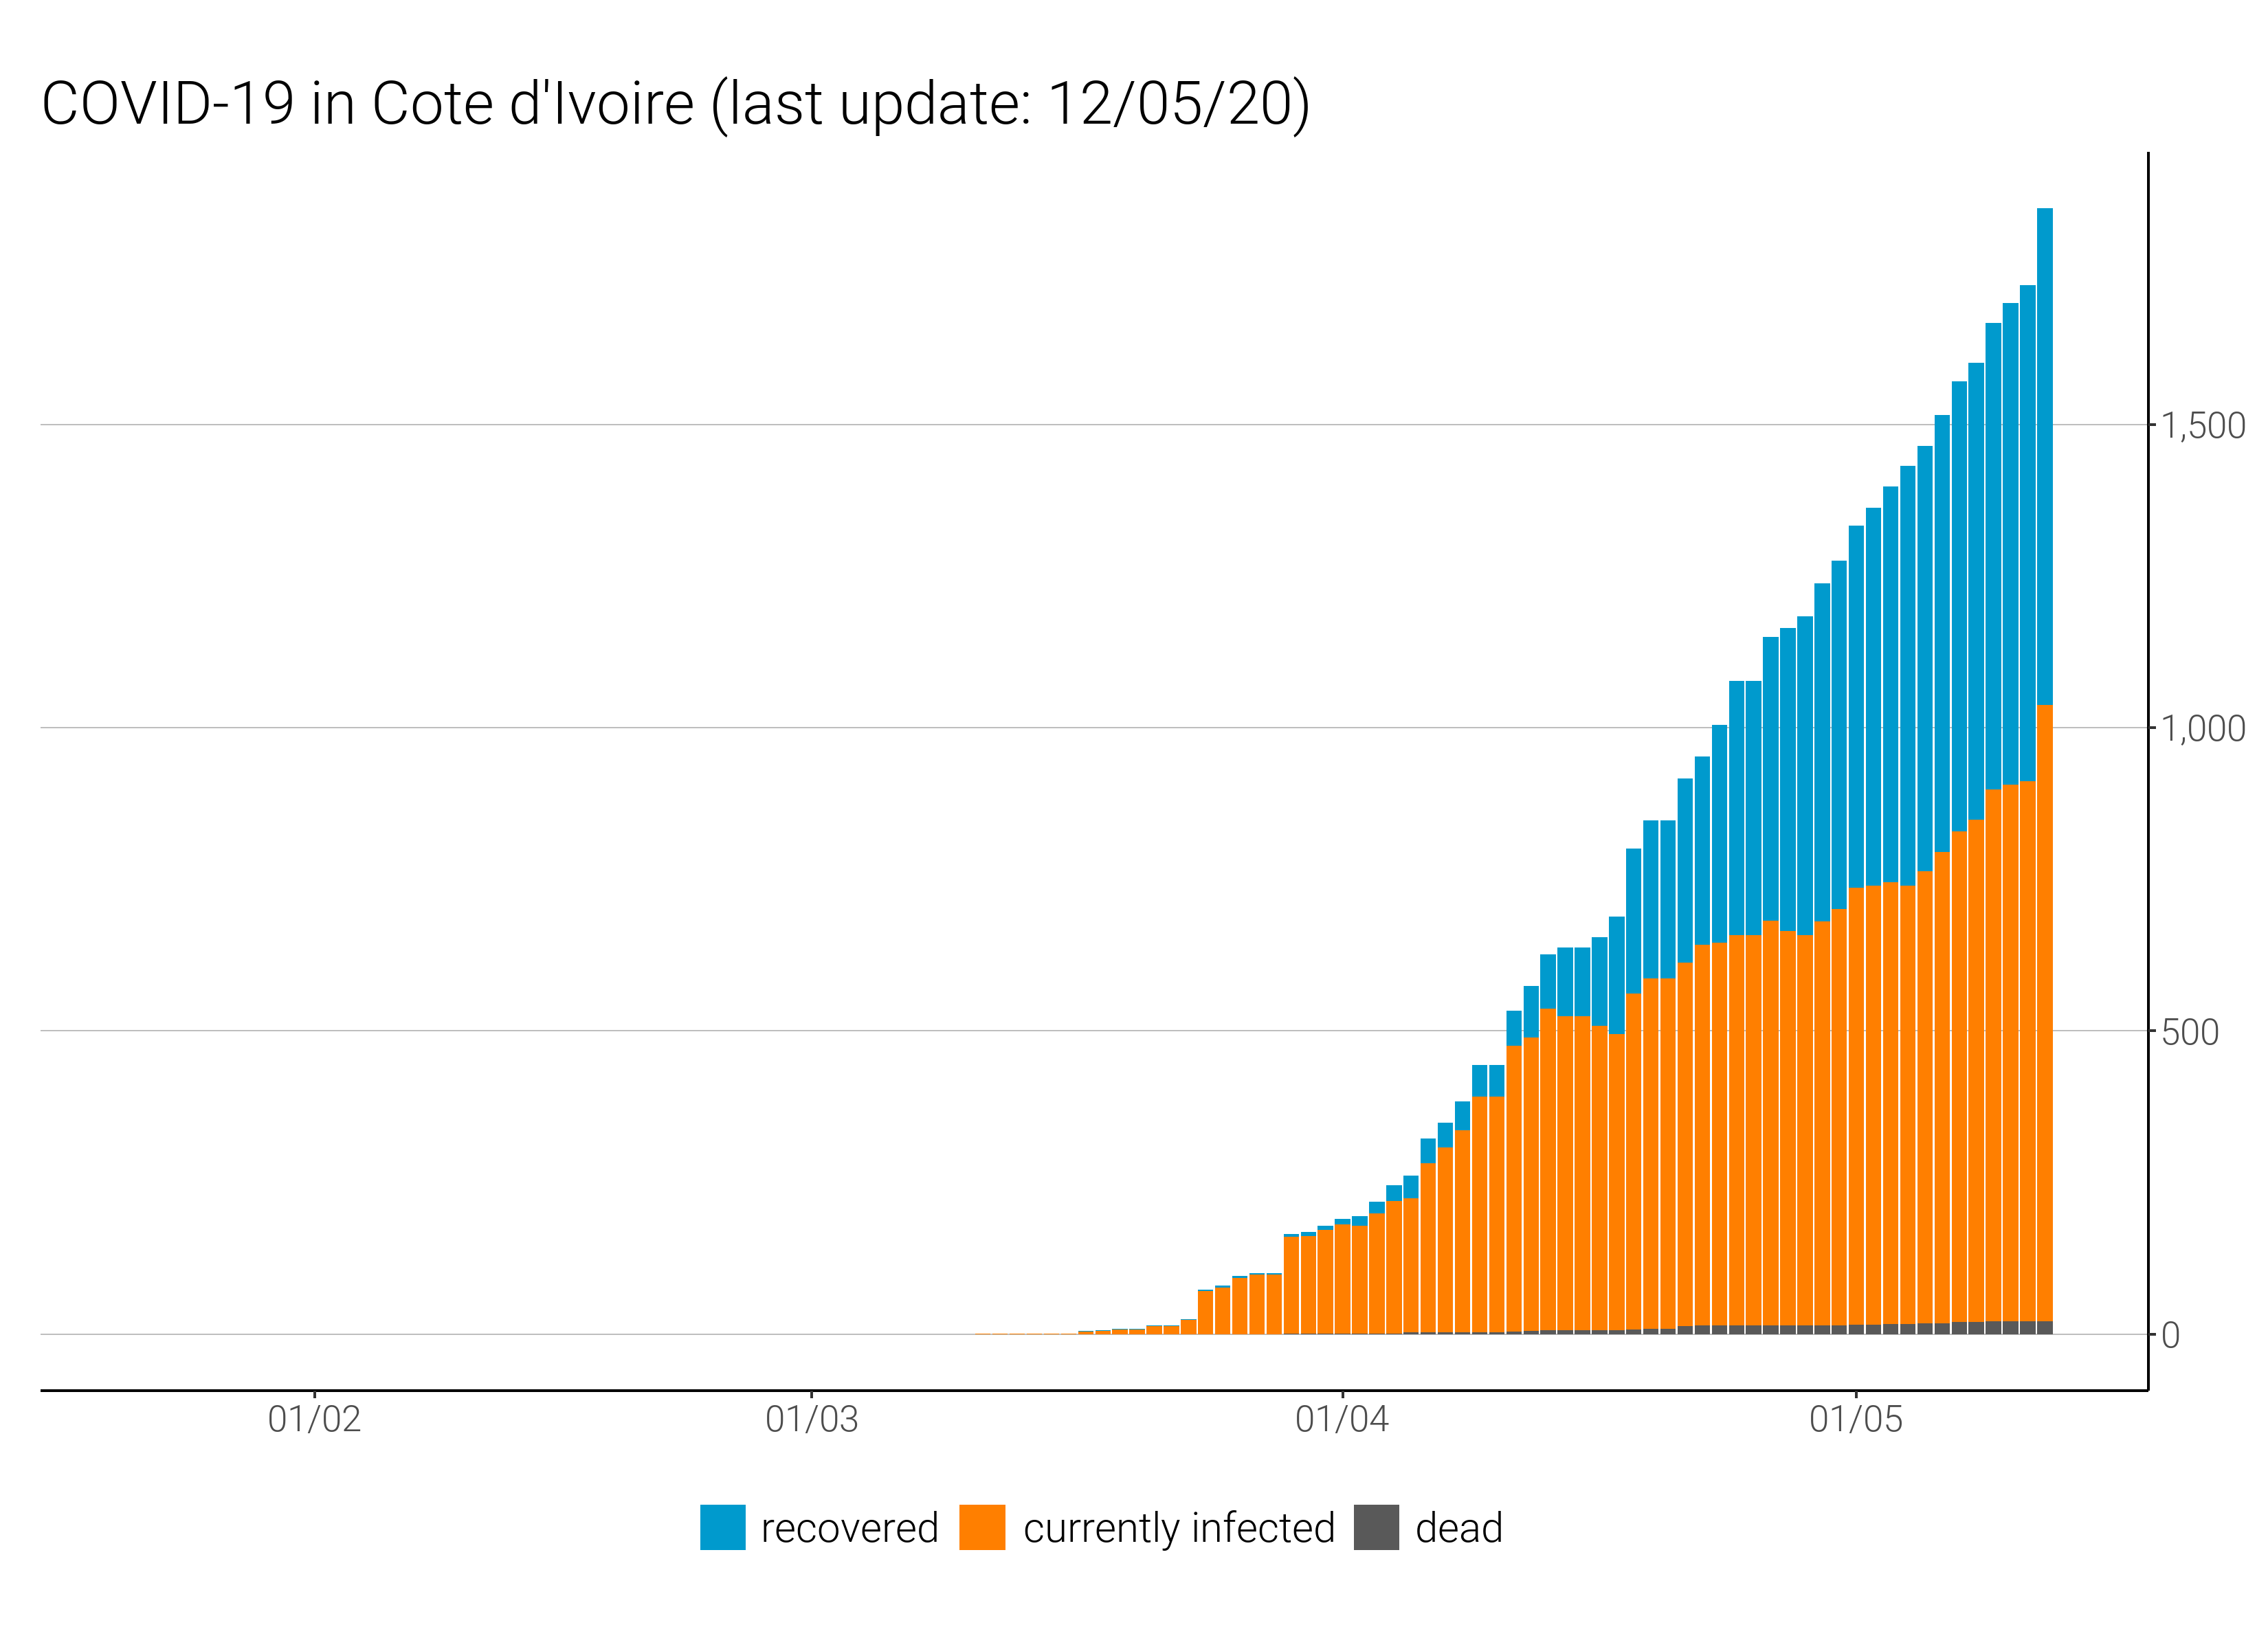 COVID-19 in Cote d'Ivoire (last update: 12/05/20)
1,500
1,000
500
0
01/02 01/03 01/04 01/05
recovered currently infected dead